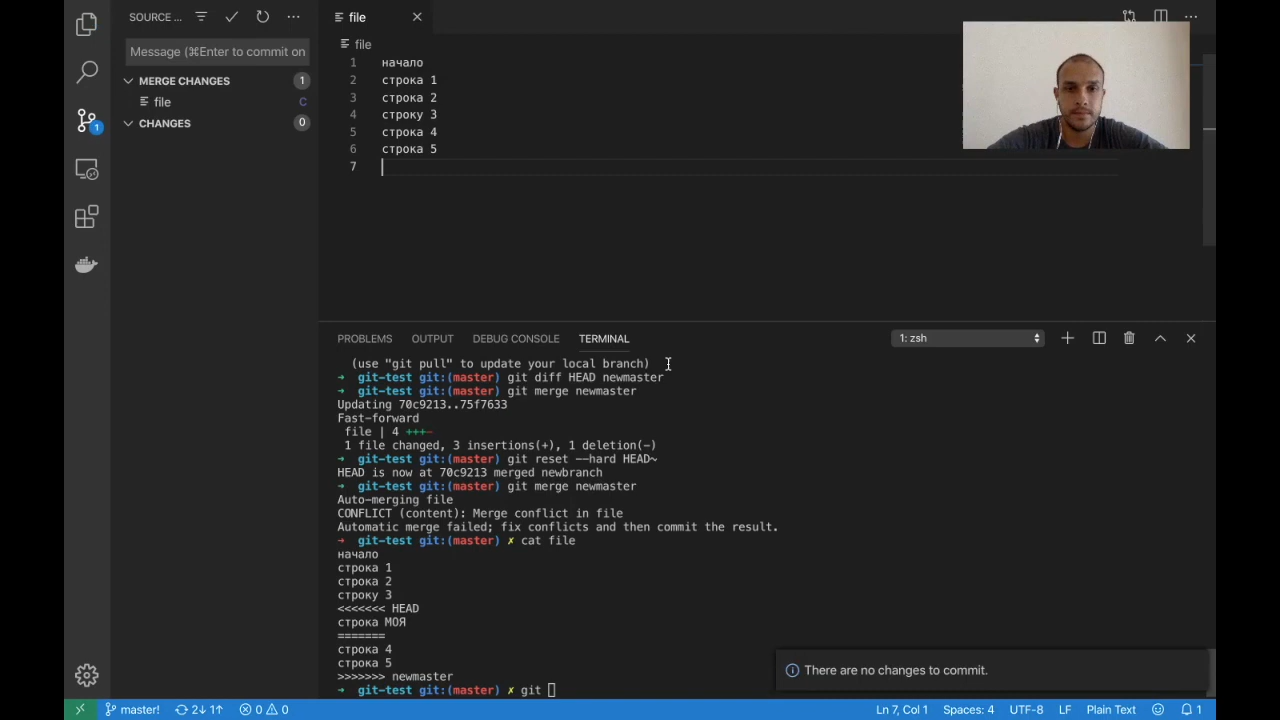 SOURCE ...
Message (⌘Enter to commit on
MERGE CHANGES 1
file C
CHANGES 0
1
file
file
1 начало
2 строка 1
3 строка 2
4 строку 3
5 строка 4
6 строка 5
7
PROBLEMS OUTPUT DEBUG CONSOLE TERMINAL 1: zsh
(use "git pull" to update your local branch)
➜ git-test git:(master) git diff HEAD newmaster
➜ git-test git:(master) git merge newmaster
Updating 70c9213..75f7633
Fast-forward
file | 4 +++-
1 file changed, 3 insertions(+), 1 deletion(-)
➜ git-test git:(master) git reset --hard HEAD~
HEAD is now at 70c9213 merged newbranch
➜ git-test git:(master) git merge newmaster
Auto-merging file
CONFLICT (content): Merge conflict in file
Automatic merge failed; fix conflicts and then commit the result.
➜ git-test git:(master) ✗ cat file
начало
строка 1
строка 2
строку 3
<<<<<<< HEAD
строка МОЯ
=======
строка 4
строка 5
>>>>>>> newmaster
➜ git-test git:(master) ✗ git
There are no changes to commit.
master! 2↓ 1↑ 0 0 Ln 7, Col 1 Spaces: 4 UTF-8 LF Plain Text 1